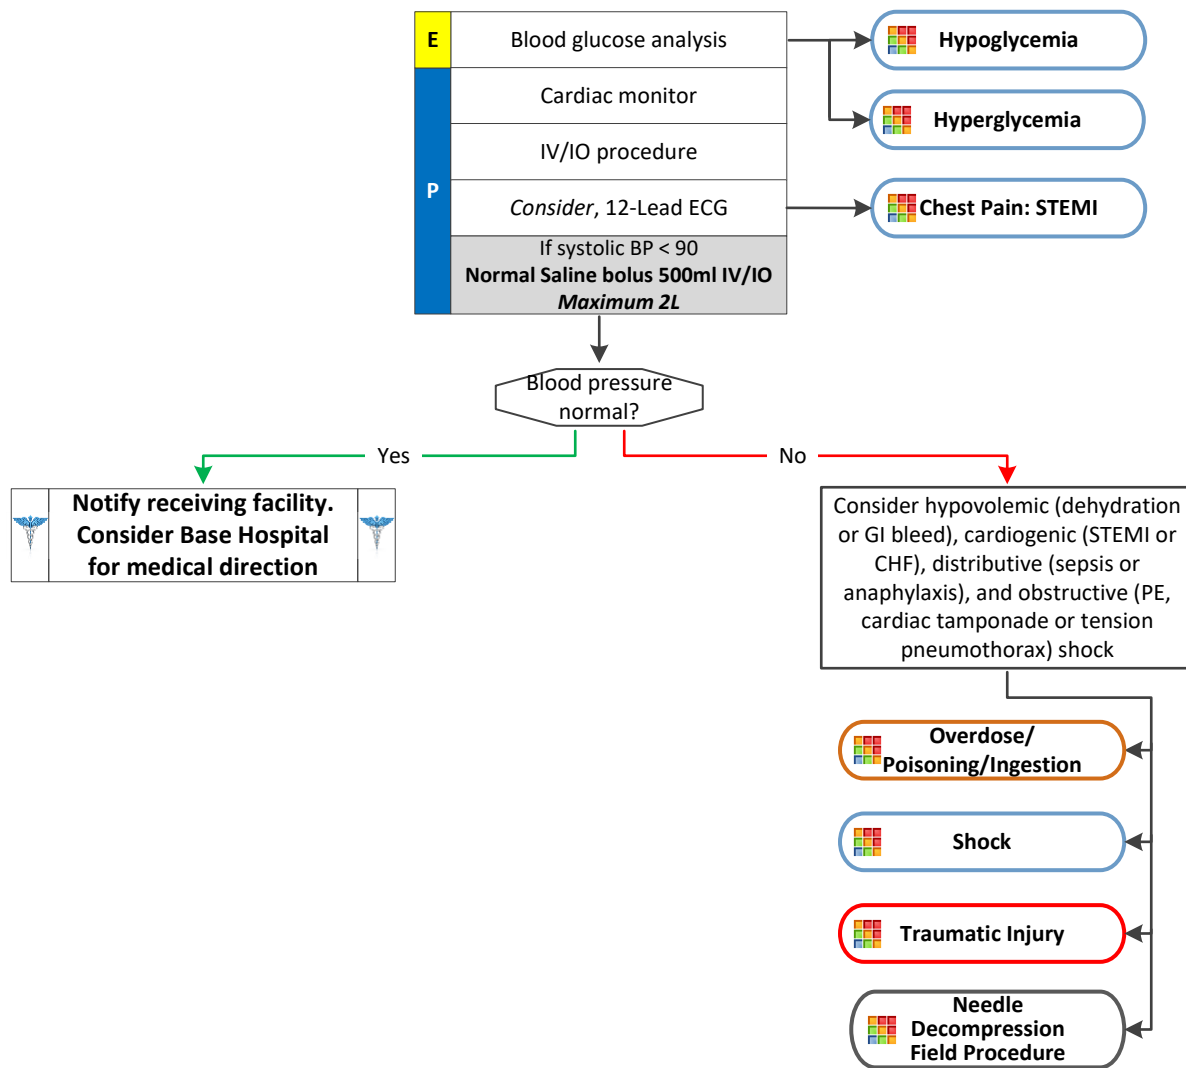 E
Blood glucose analysis
Hypoglycemia
Cardiac monitor
Hyperglycemia
IV/IO procedure
P
Consider, 12-Lead ECG
Chest Pain: STEMI
If systolic BP < 90
Normal Saline bolus 500ml IV/IO
Maximum 2L
Blood pressure
normal?
Yes
No
Notify receiving facility.
Consider Base Hospital
for medical direction
Consider hypovolemic (dehydration
or GI bleed), cardiogenic (STEMI or
CHF), distributive (sepsis or
anaphylaxis), and obstructive (PE,
cardiac tamponade or tension
pneumothorax) shock
Overdose/
Poisoning/Ingestion
Shock
Traumatic Injury
Needle
Decompression
Field Procedure